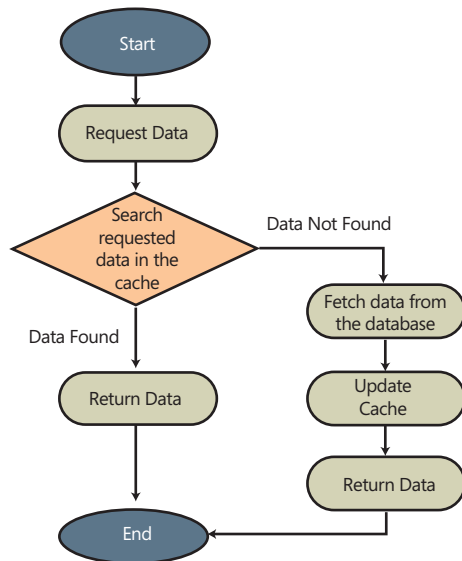 Start
Request Data
Search
requested
data in the
cache
Data Not Found
Fetch data from
the database
Data Found
Update
Cache
Return Data
Return Data
End